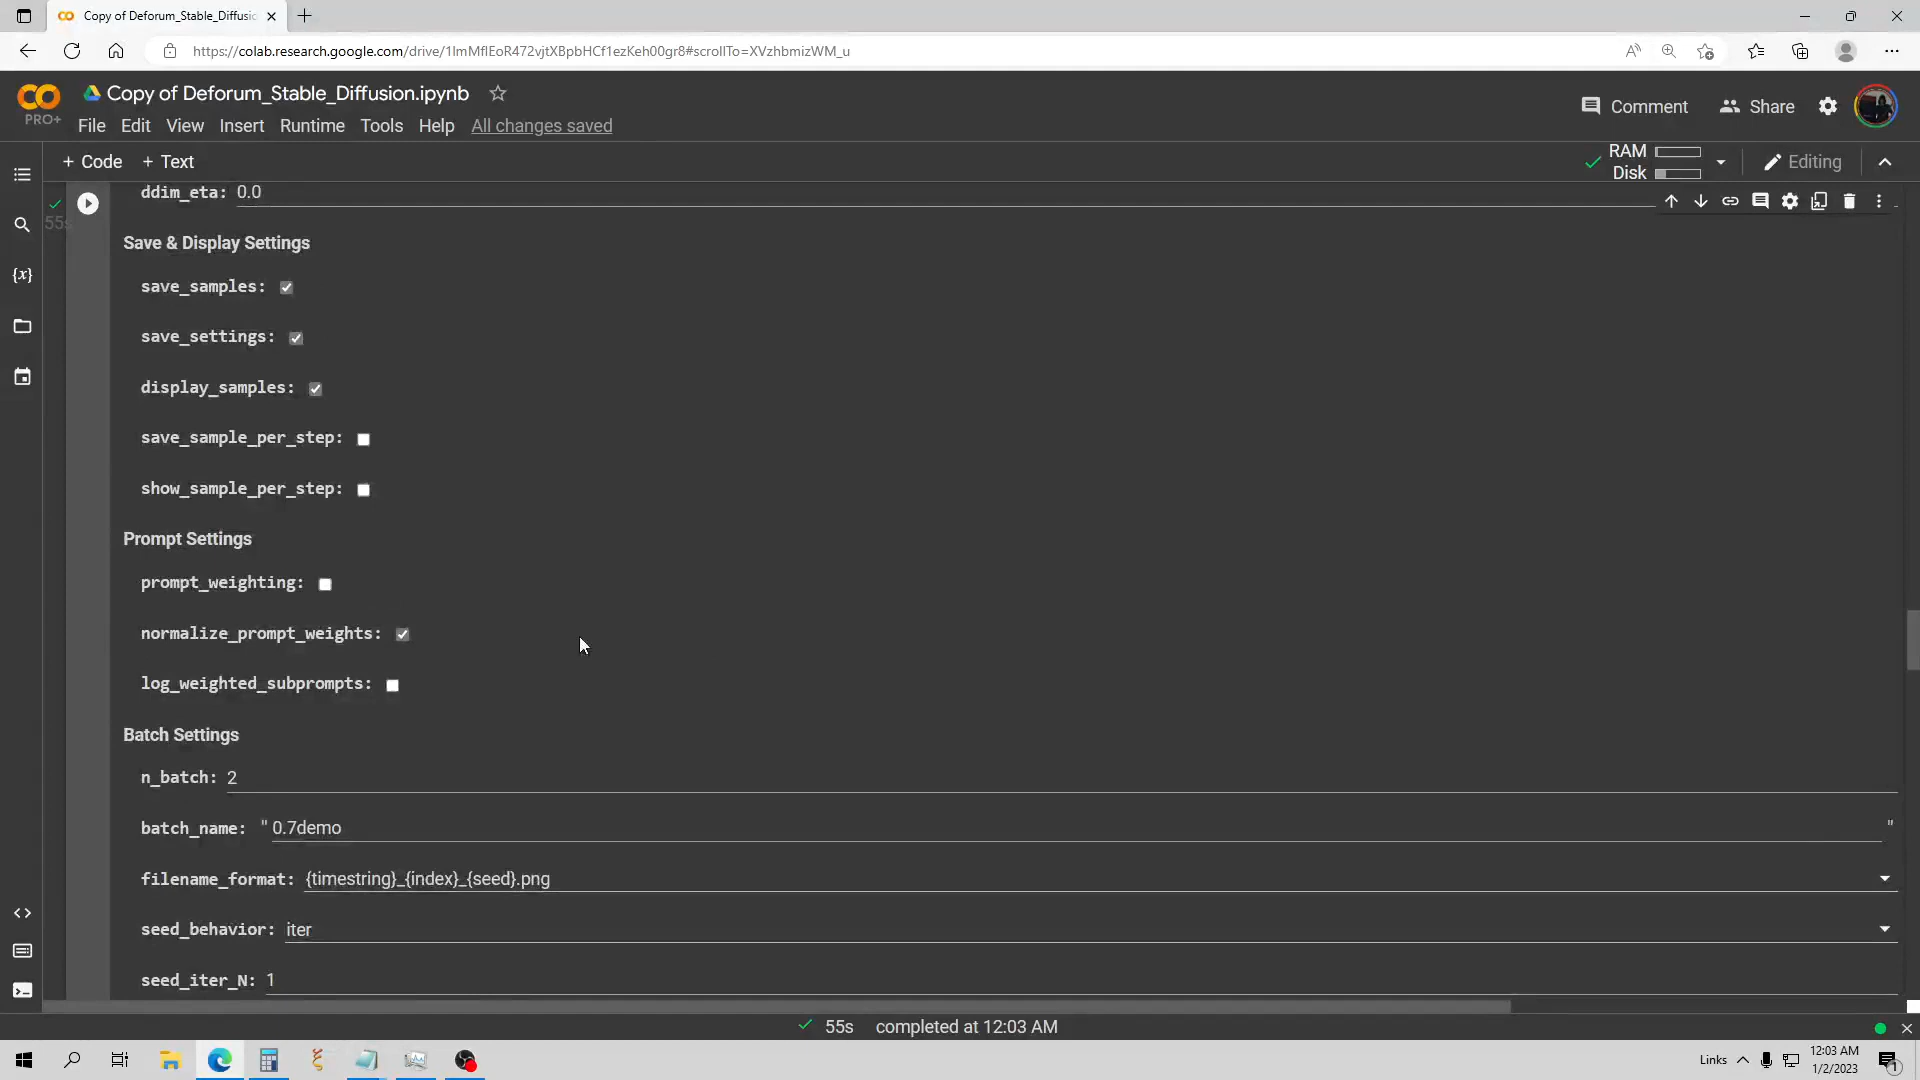 Copy of Deforum_Stable_Diffusic
https://colab.research.google.com/drive/1ImMflEoR472vjtXBpbHCf1ezKeh00gr8#scrollTo=XVzhbmizWM_u
PRO+
Copy of Deforum_Stable_Diffusion.ipynb
Comment
Share
File Edit View Insert Runtime Tools Help All changes saved
+ Code + Text
RAM
Disk
Editing
55s
ddim_eta: 0.0
Save & Display Settings
save_samples:
save_settings:
display_samples:
save_sample_per_step:
show_sample_per_step:
Prompt Settings
prompt_weighting:
normalize_prompt_weights:
log_weighted_subprompts:
Batch Settings
n_batch: 2
batch_name: " 0.7demo "
filename_format: {timestring}_{index}_{seed}.png
seed_behavior: iter
seed_iter_N: 1
{x}
55s completed at 12:03 AM
Links
12:03 AM
1/2/2023
1